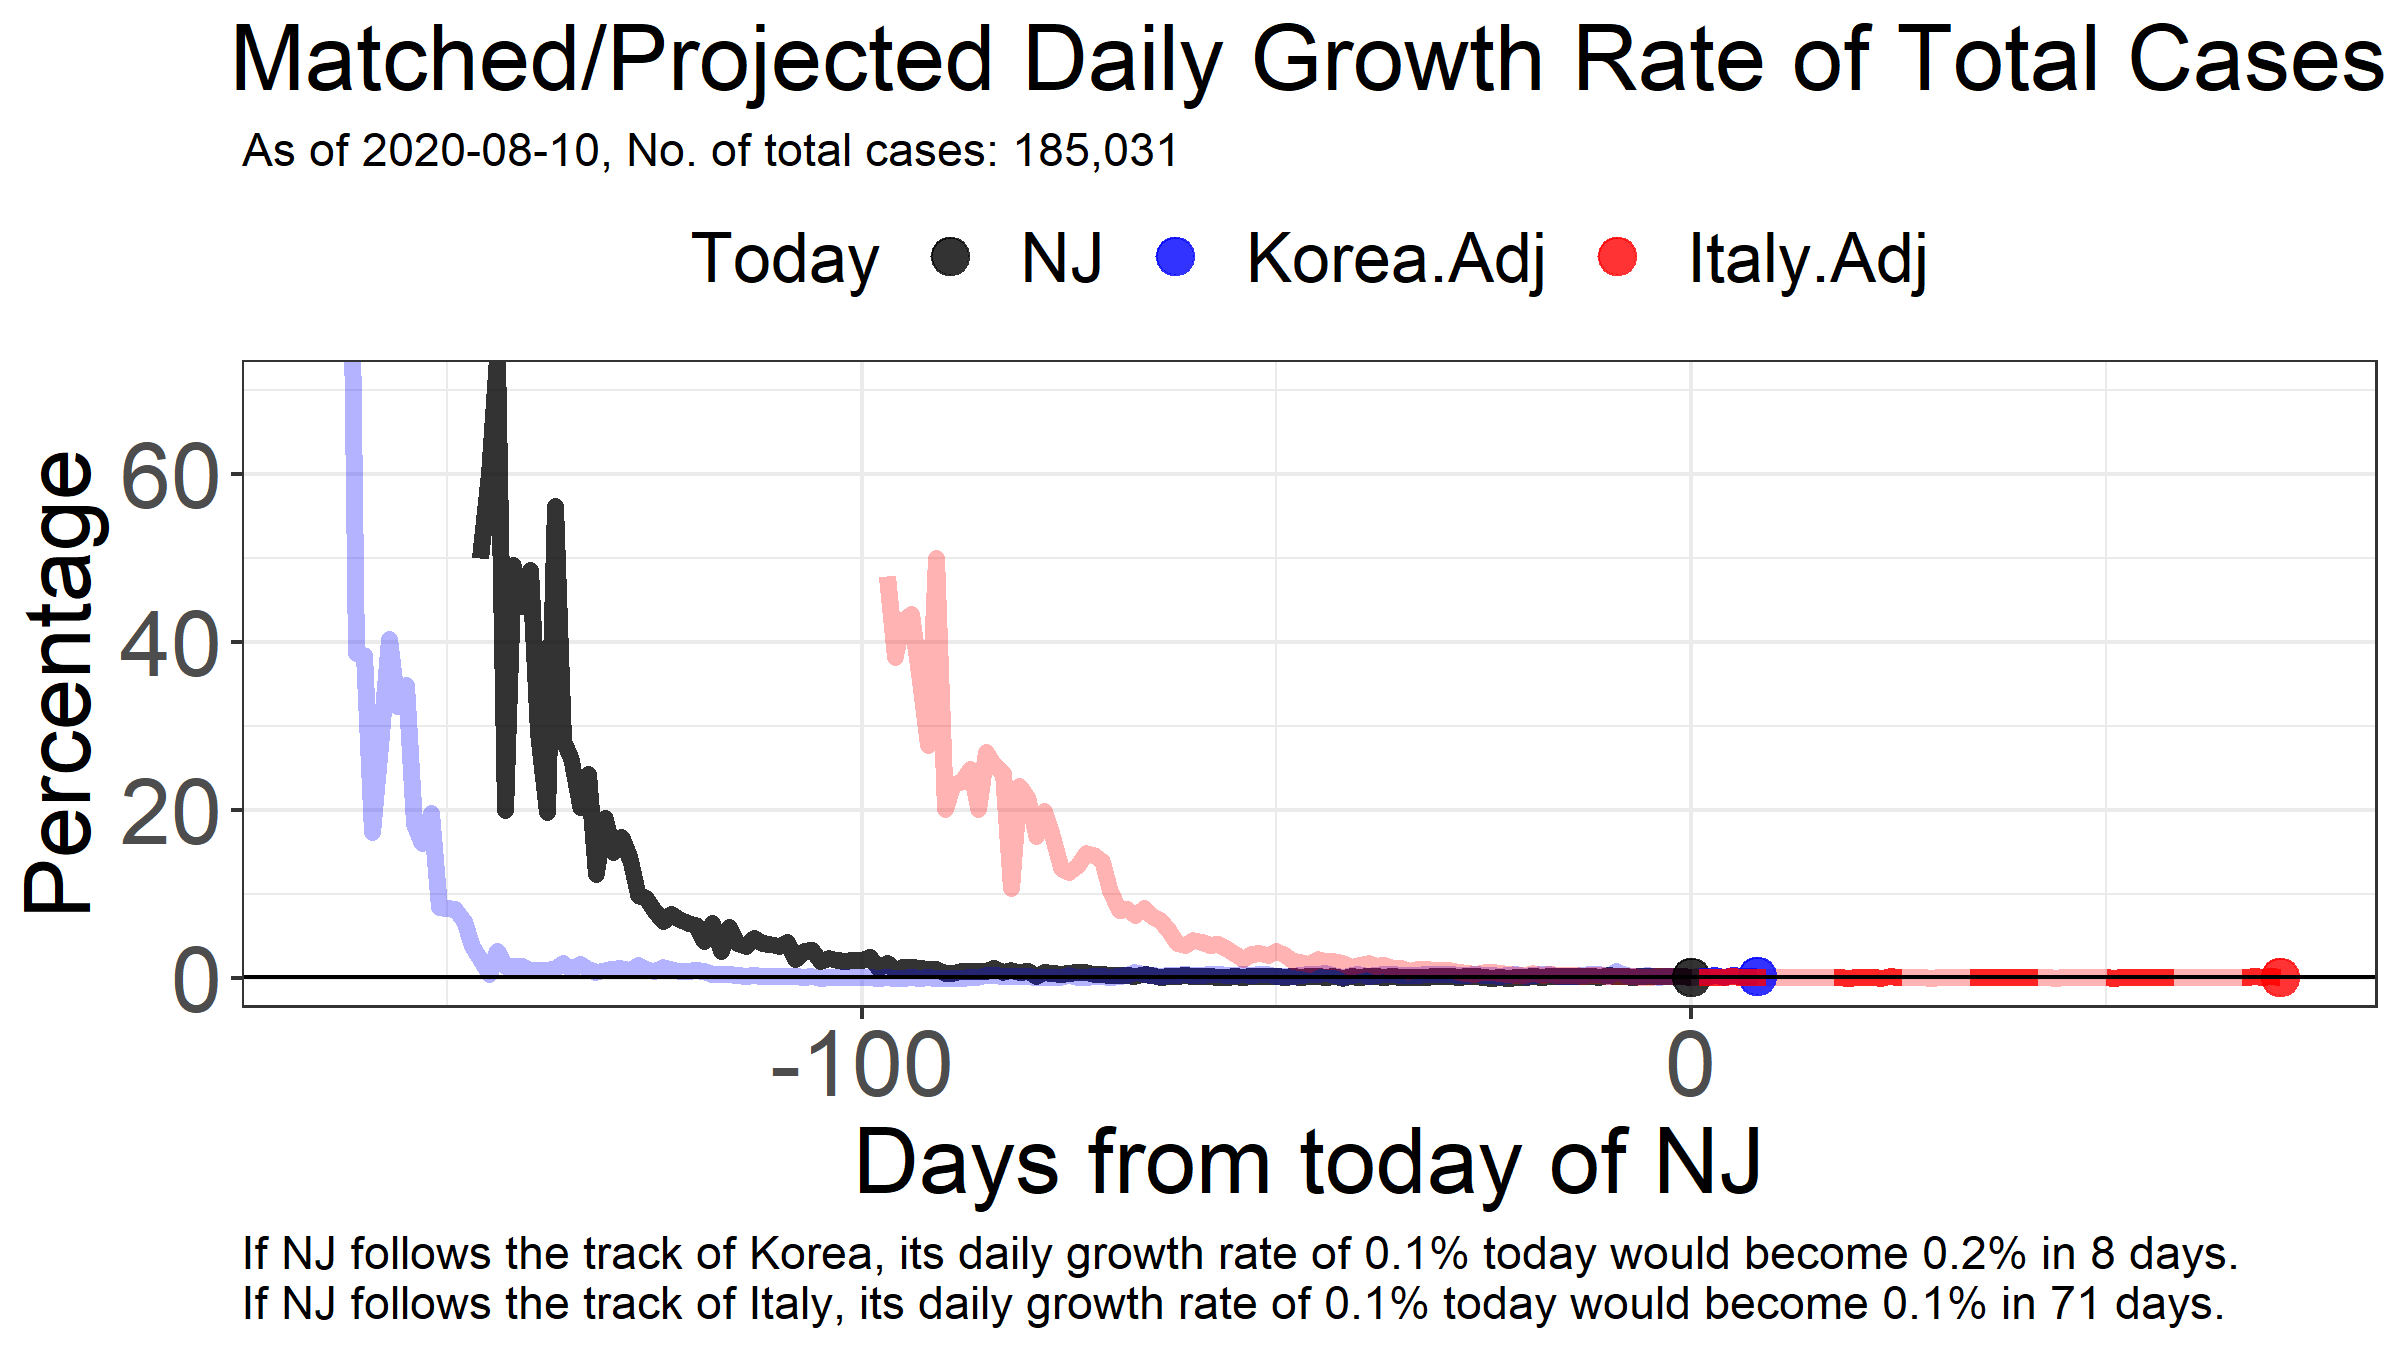 Matched/Projected Daily Growth Rate of Total Cases
As of 2020-08-10, No. of total cases: 185,031
Today NJ Korea.Adj Italy.Adj
Percentage
60
40
20
0
-100 0
Days from today of NJ
If NJ follows the track of Korea, its daily growth rate of 0.1% today would become 0.2% in 8 days.
If NJ follows the track of Italy, its daily growth rate of 0.1% today would become 0.1% in 71 days.